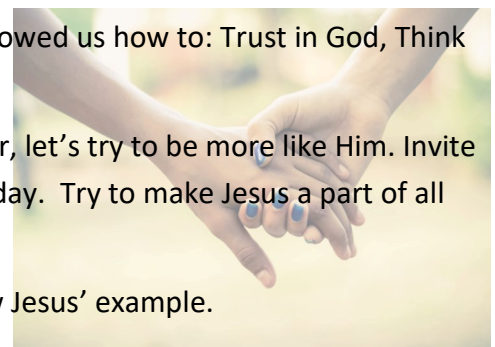 owed us how to: Trust in God, Think
r, let's try to be more like Him. Invite
day.  Try to make Jesus a part of all
Jesus' example.